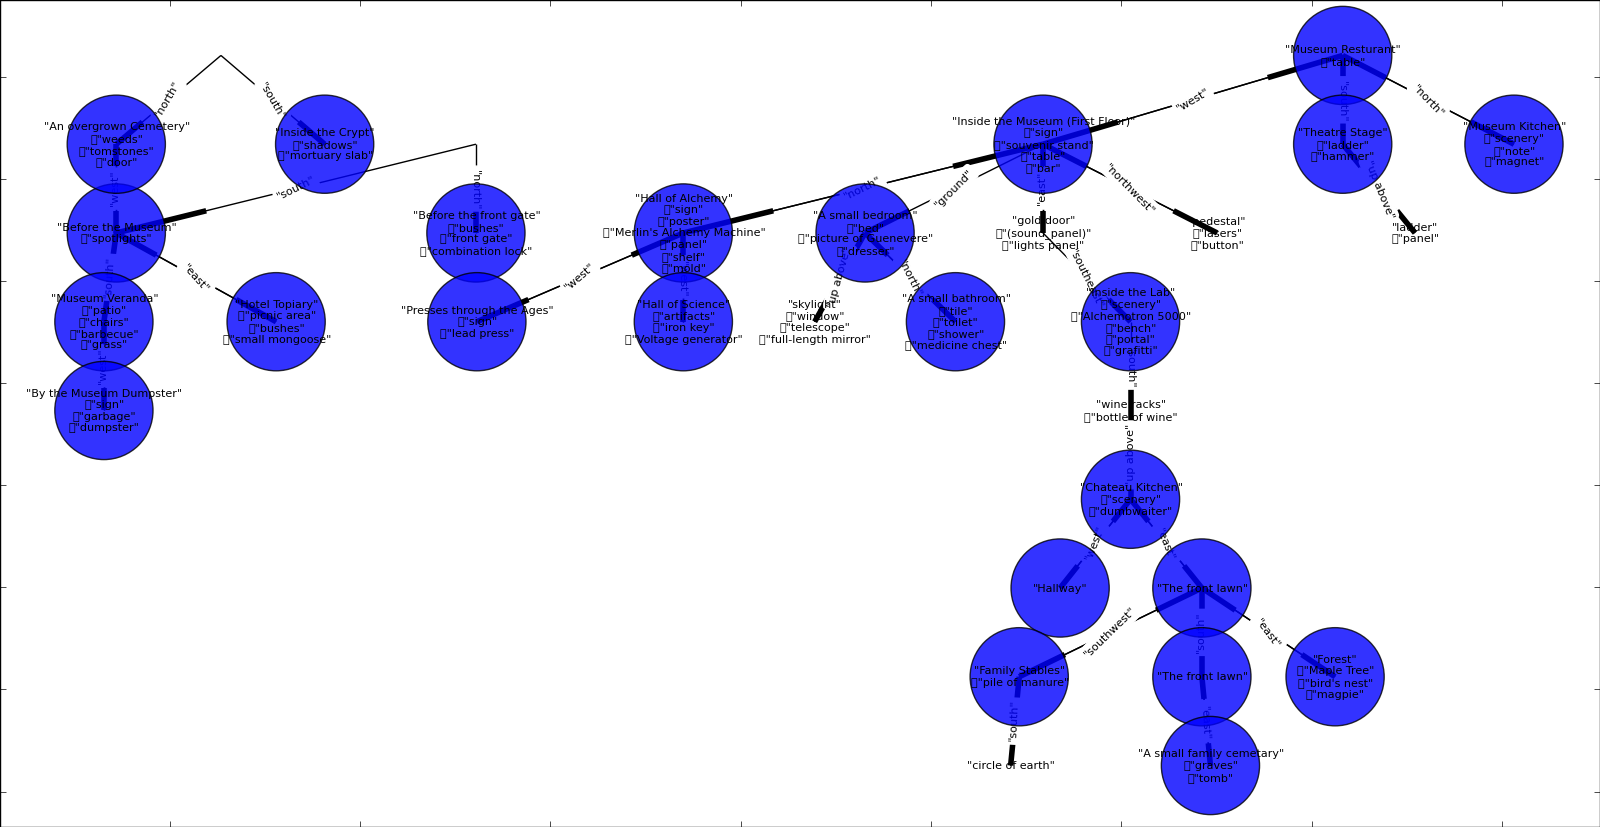 "Museum Resturant"
"table"
"west"
"north"
"south"
"north"
"south"
"An overgrown Cemetery"
"weeds"
"tombstones"
"door"
"Inside the Crypt"
"shadows"
"mortuary slab"
"Inside the Museum (First Floor)"
"sign"
"souvenir stand"
"table"
"bar"
"Theatre Stage"
"ladder"
"hammer"
"Museum Kitchen"
"scenery"
"note"
"magnet"
"west"
"south"
"north"
"north"
"ground"
"east"
"northwest"
"up above"
"Before the Museum"
"spotlights"
"Before the front gate"
"bushes"
"front gate"
"combination lock"
"Hall of Alchemy"
"sign"
"poster"
"Merlin's Alchemy Machine"
"panel"
"shelf"
"mold"
"A small bedroom"
"bed"
"picture of Guenevere"
"dresser"
"gold door"
"(sound panel)"
"lights panel"
"pedestal"
"lasers"
"button"
"ladder"
"panel"
"south"
"east"
"west"
"up above"
"north"
"southeast"
"Museum Veranda"
"patio"
"chairs"
"barbecue"
"grass"
"Hotel Topiary"
"picnic area"
"bushes"
"small mongoose"
"Presses through the Ages"
"sign"
"lead press"
"Hall of Science"
"artifacts"
"iron key"
"Voltage generator"
"skylight"
"window"
"telescope"
"full-length mirror"
"A small bathroom"
"tile"
"toilet"
"shower"
"medicine chest"
"Inside the Lab"
"scenery"
"Alchemotron 5000"
"bench"
"portal"
"grafitti"
"west"
"south"
"By the Museum Dumpster"
"sign"
"garbage"
"dumpster"
"wine racks"
"bottle of wine"
"up above"
"Chateau Kitchen"
"scenery"
"dumbwaiter"
"west"
"east"
"Hallway"
"The front lawn"
"southwest"
"south"
"east"
"Family Stables"
"pile of manure"
"The front lawn"
"Forest"
"Maple Tree"
"bird's nest"
"magpie"
"south"
"circle of earth"
"A small family cemetary"
"graves"
"tomb"